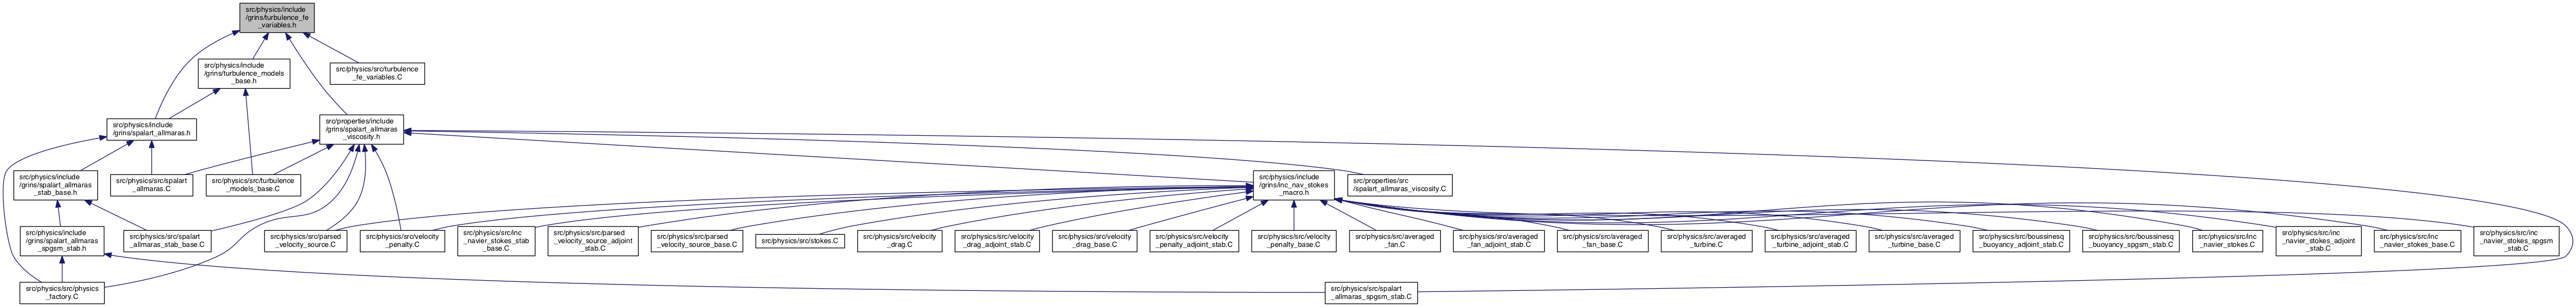 src/physics/include
/grins/turbulence_fe
_variables.h
src/physics/include
/grins/turbulence_models
_base.h
src/physics/src/turbulence
_fe_variables.C
src/physics/include
/grins/spalart_allmaras.h
src/properties/include
/grins/spalart_allmaras
_viscosity.h
src/physics/include
/grins/spalart_allmaras
_stab_base.h
src/physics/src/spalart
_allmaras.C
src/physics/src/turbulence
_models_base.C
src/physics/include
/grins/inc_nav_stokes
_macro.h
src/properties/src
/spalart_allmaras_viscosity.C
src/physics/include
/grins/spalart_allmaras
_spgsm_stab.h
src/physics/src/spalart
_allmaras_stab_base.C
src/physics/src/parsed
_velocity_source.C
src/physics/src/velocity
_penalty.C
src/physics/src/inc
_navier_stokes_stab
_base.C
src/physics/src/parsed
_velocity_source_adjoint
_stab.C
src/physics/src/parsed
_velocity_source_base.C
src/physics/src/stokes.C
src/physics/src/velocity
_drag.C
src/physics/src/velocity
_drag_adjoint_stab.C
src/physics/src/velocity
_drag_base.C
src/physics/src/velocity
_penalty_adjoint_stab.C
src/physics/src/velocity
_penalty_base.C
src/physics/src/averaged
_fan.C
src/physics/src/averaged
_fan_adjoint_stab.C
src/physics/src/averaged
_fan_base.C
src/physics/src/averaged
_turbine.C
src/physics/src/averaged
_turbine_adjoint_stab.C
src/physics/src/averaged
_turbine_base.C
src/physics/src/boussinesq
_buoyancy_adjoint_stab.C
src/physics/src/boussinesq
_buoyancy_spgsm_stab.C
src/physics/src/inc
_navier_stokes.C
src/physics/src/inc
_navier_stokes_adjoint
_stab.C
src/physics/src/inc
_navier_stokes_base.C
src/physics/src/inc
_navier_stokes_spgsm
_stab.C
src/physics/src/physics
_factory.C
src/physics/src/spalart
_allmaras_spgsm_stab.C